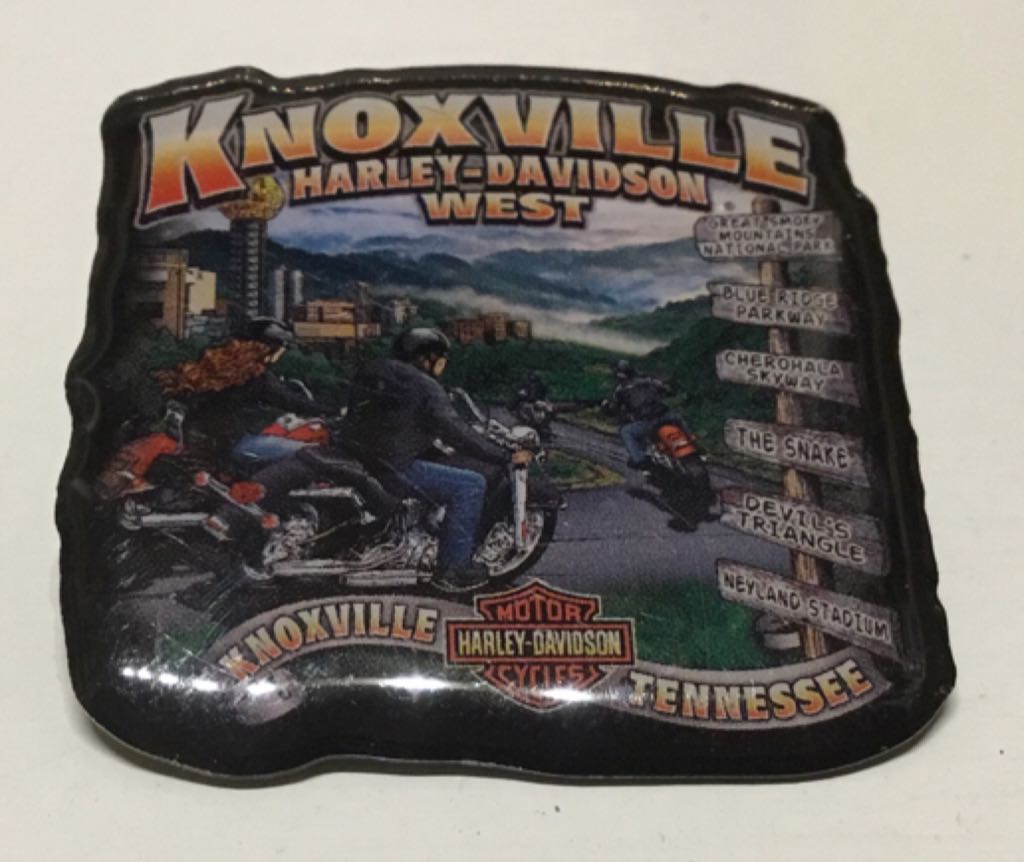 KNOXVILLE
HARLEY-DAVIDSON
WEST
GREAT SMOKY
MOUNTAINS
NATIONAL PARK
BLUE RIDGE
PARKWAY
CHEROHALA
SKYWAY
THE SNAKE
DEVIL'S
TRIANGLE
NEYLAND STADIUM
KNOXVILLE
MOTOR
HARLEY-DAVIDSON
CYCLES
TENNESSEE